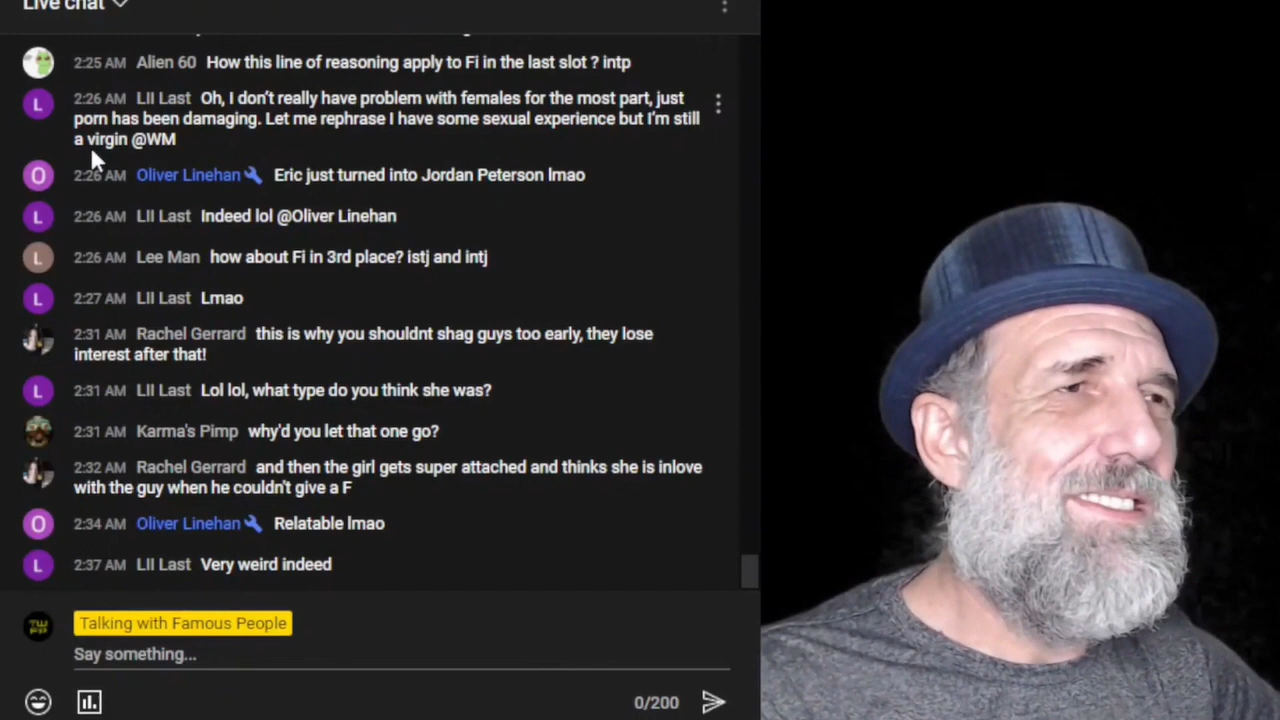 Live chat
2:25 AM Alien 60 How this line of reasoning apply to Fi in the last slot ? intp
L 2:26 AM Lil Last Oh, I don't really have problem with females for the most part, just
porn has been damaging. Let me rephrase I have some sexual experience but I'm still
a virgin @WM
O 2:26 AM Oliver Linehan Eric just turned into Jordan Peterson lmao
L 2:26 AM Lil Last Indeed lol @Oliver Linehan
L 2:26 AM Lee Man how about Fi in 3rd place? istj and intj
L 2:27 AM Lil Last Lmao
2:31 AM Rachel Gerrard this is why you shouldnt shag guys too early, they lose
interest after that!
L 2:31 AM Lil Last Lol lol, what type do you think she was?
2:31 AM Karma's Pimp why'd you let that one go?
2:32 AM Rachel Gerrard and then the girl gets super attached and thinks she is inlove
with the guy when he couldn't give a F
O 2:34 AM Oliver Linehan Relatable lmao
L 2:37 AM Lil Last Very weird indeed
TW
FP
Talking with Famous People
Say something...
0/200